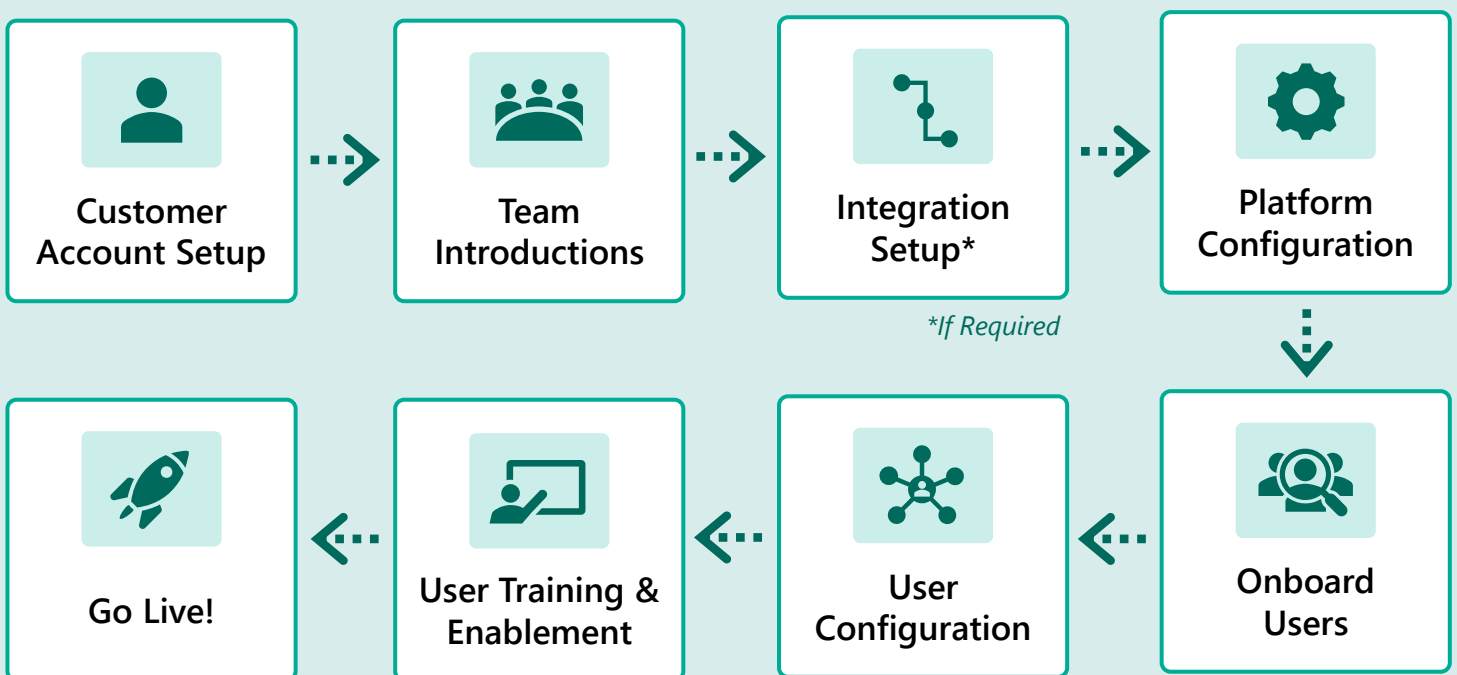 Customer
Account Setup
Team
Introductions
Integration
Setup*
*If Required
Platform
Configuration
Onboard
Users
User
Configuration
User Training &
Enablement
Go Live!